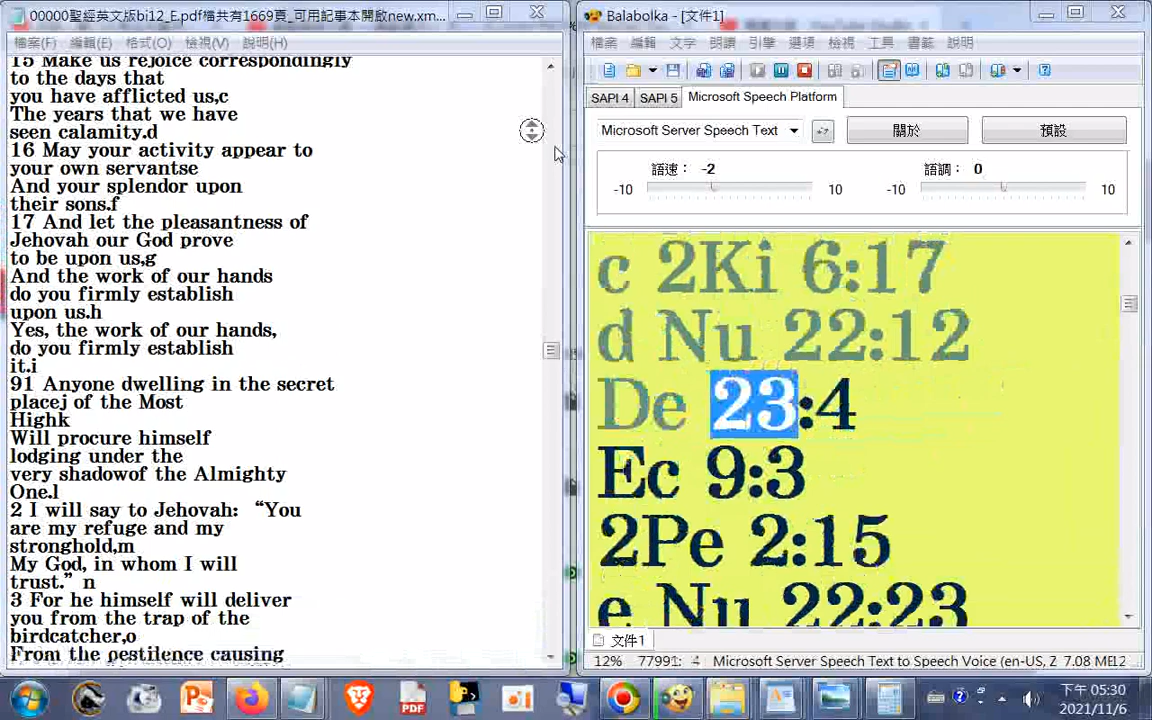 00000聖經英文版bi12_E.pdf檔共有1669頁_可用記事本開啟new.xm...
檔案(F) 編輯(E) 格式(O) 檢視(V) 說明(H)
15 Make us rejoice correspondingly
to the days that
you have afflicted us,c
The years that we have
seen calamity.d
16 May your activity appear to
your own servantse
And your splendor upon
their sons.f
17 And let the pleasantness of
Jehovah our God prove
to be upon us,g
And the work of our hands
do you firmly establish
upon us.h
Yes, the work of our hands,
do you firmly establish
it.i
91 Anyone dwelling in the secret
placej of the Most
Highk
Will procure himself
lodging under the
very shadowof the Almighty
One.l
2 I will say to Jehovah: “You
are my refuge and my
stronghold,m
My God, in whom I will
trust.” n
3 For he himself will deliver
you from the trap of the
birdcatcher,o
From the pestilence causing
Balabolka - [文件1]
檔案 編輯 文字 朗讀 引擎 選項 檢視 工具 書籤 說明
SAPI 4 SAPI 5 Microsoft Speech Platform
Microsoft Server Speech Text 關於 預設
語速: -2 語調: 0
-10 10 -10 10
c 2Ki 6:17
d Nu 22:12
De 23:4
Ec 9:3
2Pe 2:15
e Nu 22:23
文件1
12% 77991: 4 Microsoft Server Speech Text to Speech Voice (en-US, Z 7.08 ME12
PDF
下午 05:30
2021/11/6